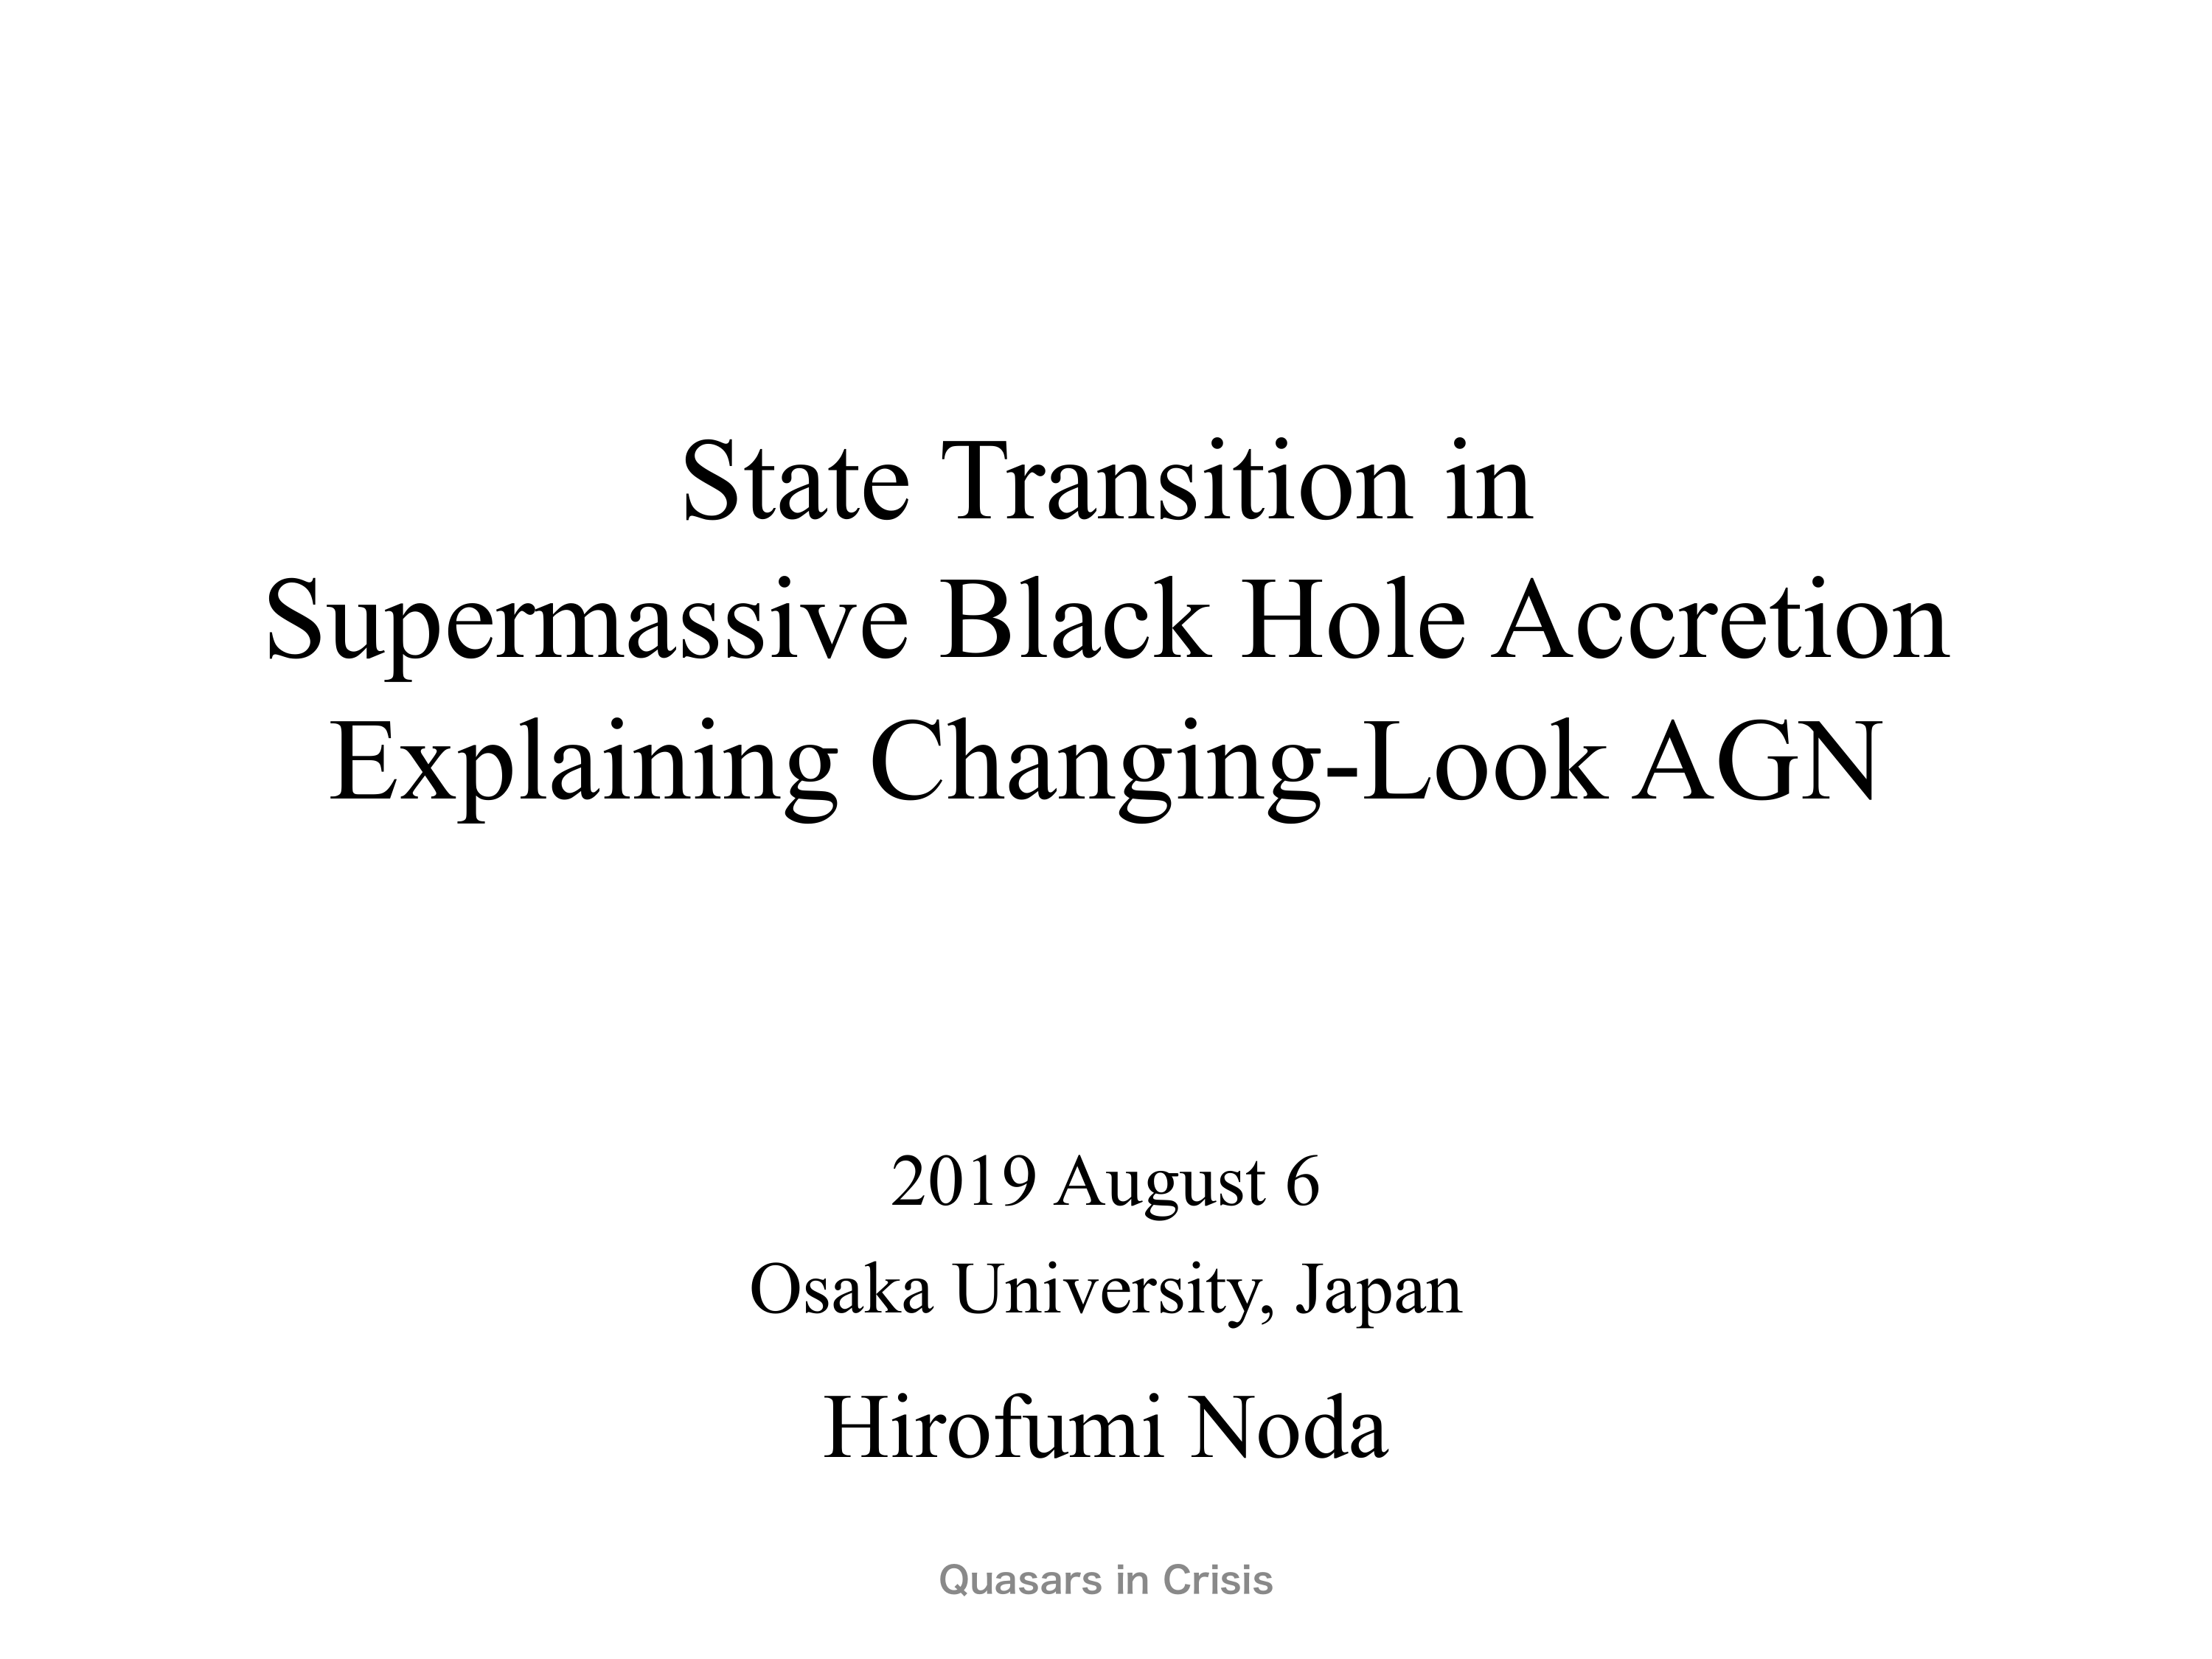 State Transition in
Supermassive Black Hole Accretion
Explaining Changing-Look AGN
2019 August 6
Osaka University, Japan
Hirofumi Noda
Quasars in Crisis